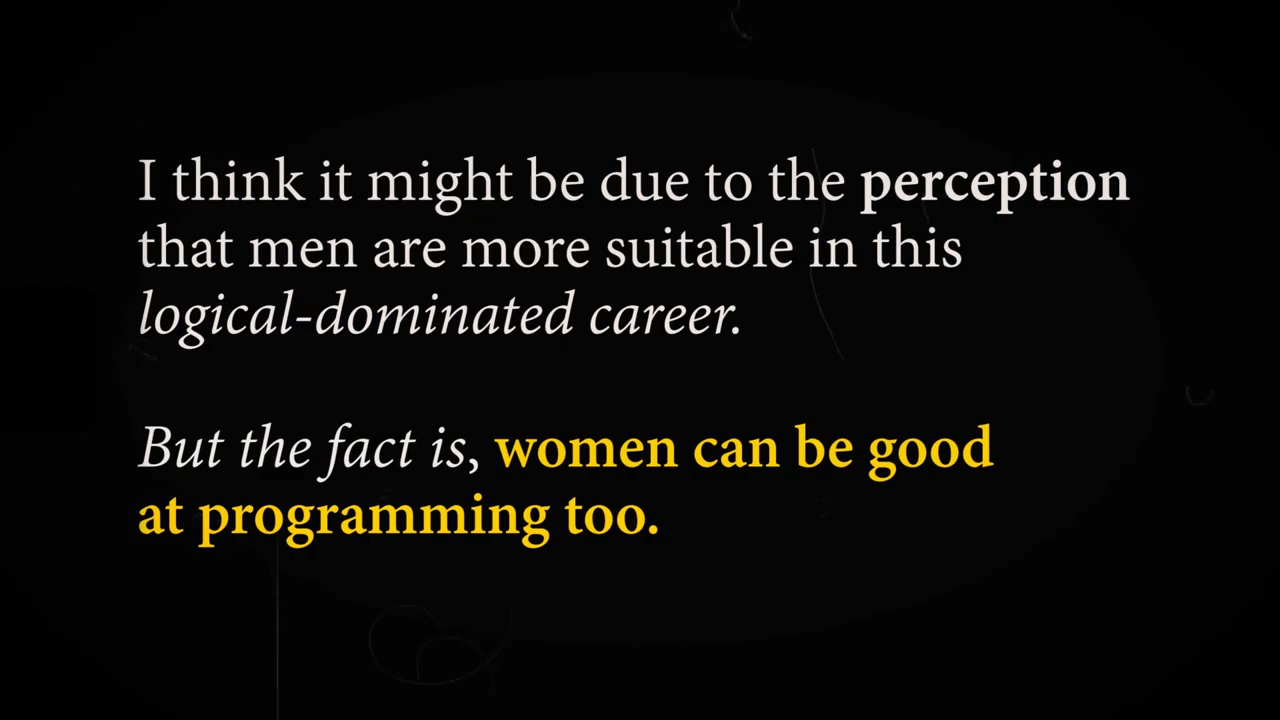 I think it might be due to the perception
that men are more suitable in this
logical-dominated career.
But the fact is, women can be good
at programming too.